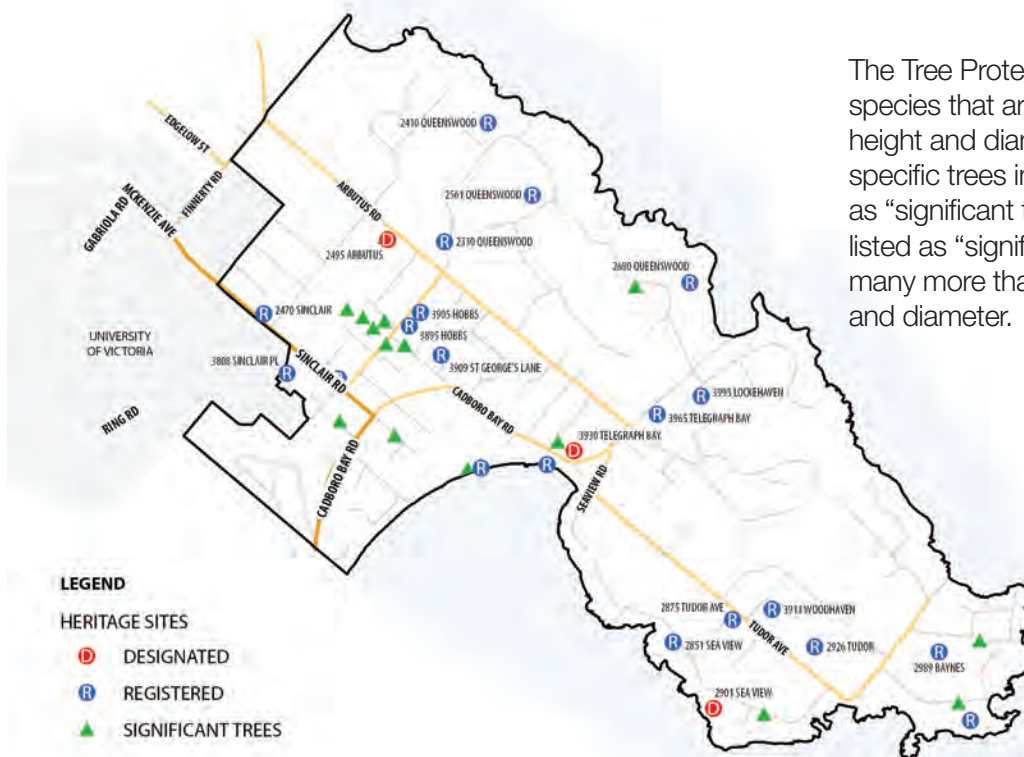 The Tree Prote
species that ar
height and diar
specific trees i
as “significant
listed as “signif
many more tha
and diameter.
EDGELOW ST
FINNERTY RD
MCKENZIE AVE
GABRIOLA RD
ARBUTUS RD
2410 QUEENSWOOD
2561 QUEENSWOOD
2310 QUEENSWOOD
2495 ARBUTUS
2680 QUEENSWOOD
2470 SINCLAIR
3905 HOBBS
3895 HOBBS
3909 ST GEORGE'S LANE
UNIVERSITY
OF VICTORIA
3808 SINCLAIR PL
SINCLAIR RD
RING RD
CADBORO BAY RD
CADBORO BAY RD
3993 LOCKEHAVEN
3965 TELEGRAPH BAY
3930 TELEGRAPH BAY
SEAVIEW RD
2875 TUDOR AVE
3911 WOODHAVEN
TUDOR AVE
2851 SEA VIEW
2926 TUDOR
2989 BAYNES
2901 SEA VIEW
LEGEND
HERITAGE SITES
D DESIGNATED
R REGISTERED
SIGNIFICANT TREES